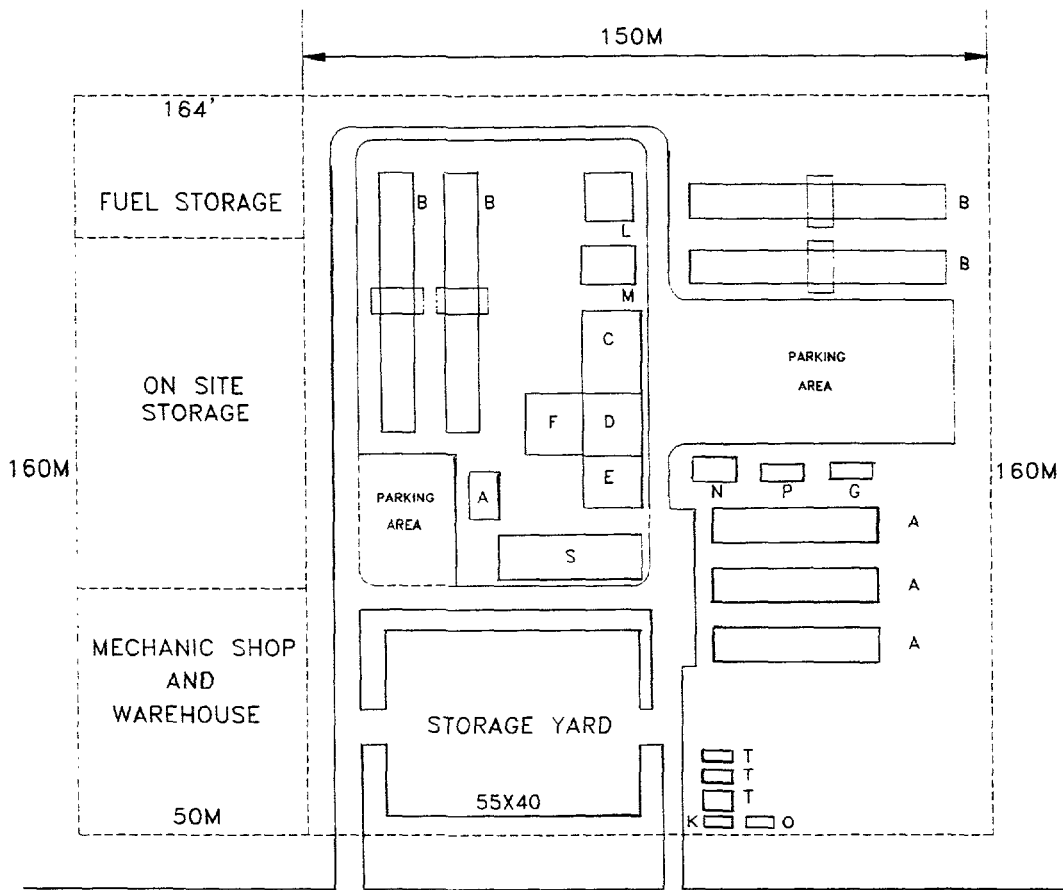 150M
164'
FUEL STORAGE
B
B
L
B
M
B
C
PARKING
AREA
ON SITE
STORAGE
F
D
160M
E
160M
A
PARKING
AREA
N
P
G
S
A
A
A
MECHANIC SHOP
AND
WAREHOUSE
STORAGE YARD
55X40
50M
T
T
T
K
O